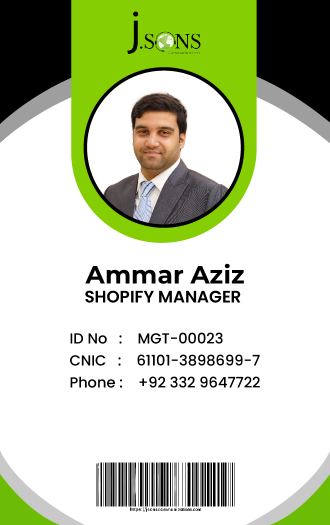 j.sons
Ammar Aziz
SHOPIFY MANAGER
ID No : MGT-00023
CNIC : 61101-3898699-7
Phone : +92 332 9647722